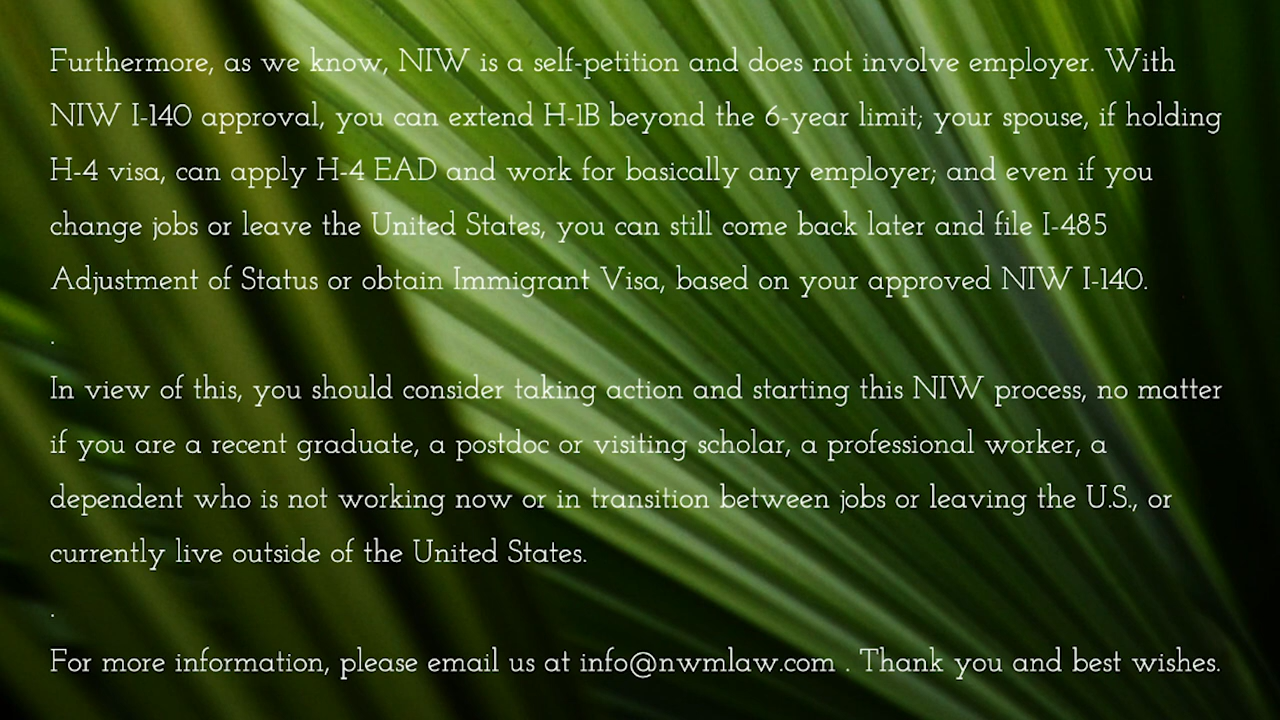 Furthermore, as we know, NIW is a self-petition and does not involve employer. With
NIW I-140 approval, you can extend H-1B beyond the 6-year limit; your spouse, if holding
H-4 visa, can apply H-4 EAD and work for basically any employer; and even if you
change jobs or leave the United States, you can still come back later and file I-485
Adjustment of Status or obtain Immigrant Visa, based on your approved NIW I-140.
.
In view of this, you should consider taking action and starting this NIW process, no matter
if you are a recent graduate, a postdoc or visiting scholar, a professional worker, a
dependent who is not working now or in transition between jobs or leaving the U.S., or
currently live outside of the United States.
.
For more information, please email us at info@nwmlaw.com . Thank you and best wishes.